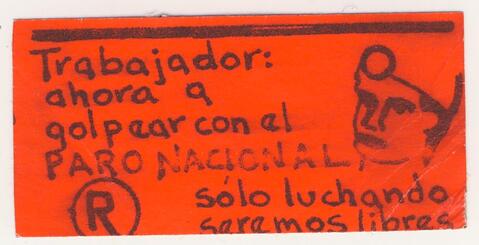 Trabajador:
ahora a
golpear con el
PARO NACIONAL,
sólo luchando
R seremos libres